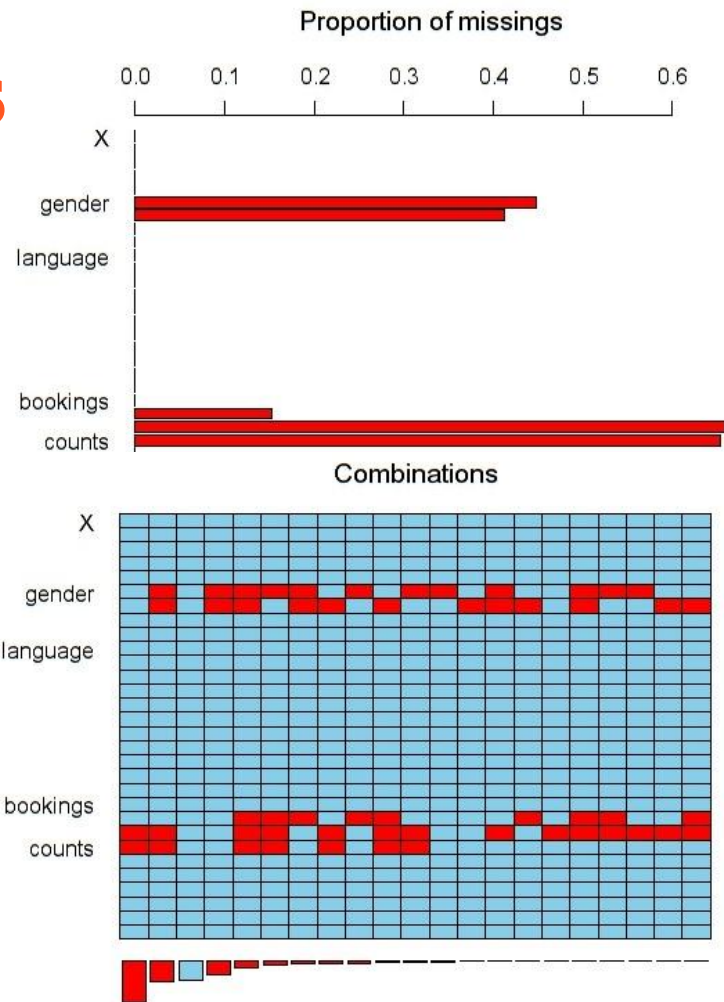 Proportion of missings
0.0 0.1 0.2 0.3 0.4 0.5 0.6
X
gender
language
bookings
counts
Combinations
X
gender
language
bookings
counts